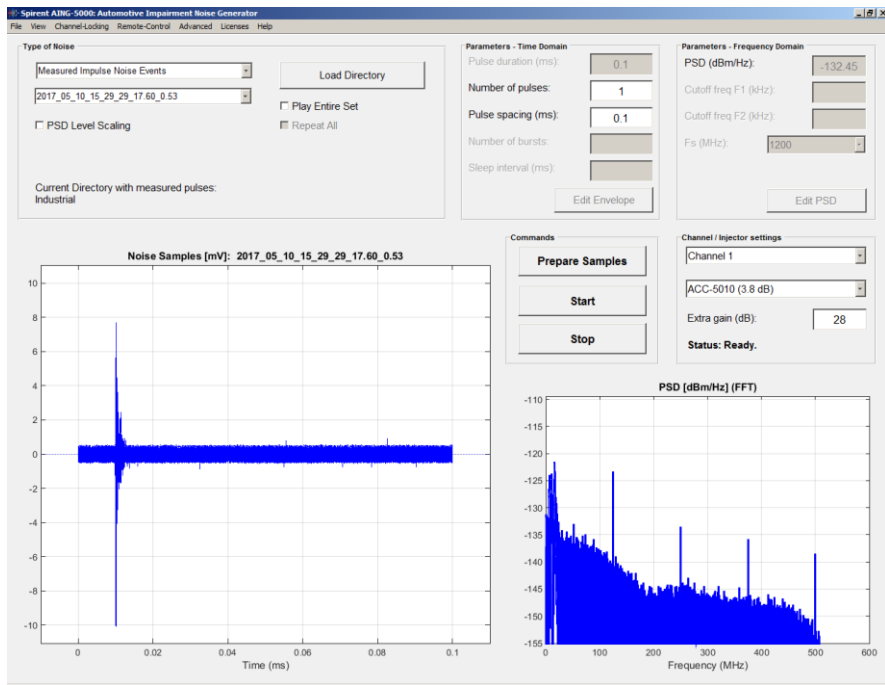 Spirent AING-5000: Automotive Impairment Noise Generator
File View Channel-Locking Remote-Control Advanced Licenses Help
Type of Noise
Measured Impulse Noise Events
2017_05_10_15_29_29_17.60_0.53
PSD Level Scaling
Load Directory
Play Entire Set
Repeat All
Current Directory with measured pulses:
Industrial
Parameters - Time Domain
Pulse duration (ms): 0.1
Number of pulses: 1
Pulse spacing (ms): 0.1
Number of bursts:
Sleep interval (ms):
Edit Envelope
Parameters - Frequency Domain
PSD (dBm/Hz): -132.45
Cutoff freq F1 (kHz):
Cutoff freq F2 (kHz):
Fs (MHz): 1200
Edit PSD
Commands
Prepare Samples
Start
Stop
Channel / Injector settings
Channel 1
ACC-5010 (3.8 dB)
Extra gain (dB): 28
Status: Ready.
Noise Samples [mV]: 2017_05_10_15_29_29_17.60_0.53
10
8
6
4
2
0
-2
-4
-6
-8
-10
0 0.02 0.04 0.06 0.08 0.1
Time (ms)
PSD [dBm/Hz] (FFT)
-110
-115
-120
-125
-130
-135
-140
-145
-150
-155
0 100 200 300 400 500 600
Frequency (MHz)